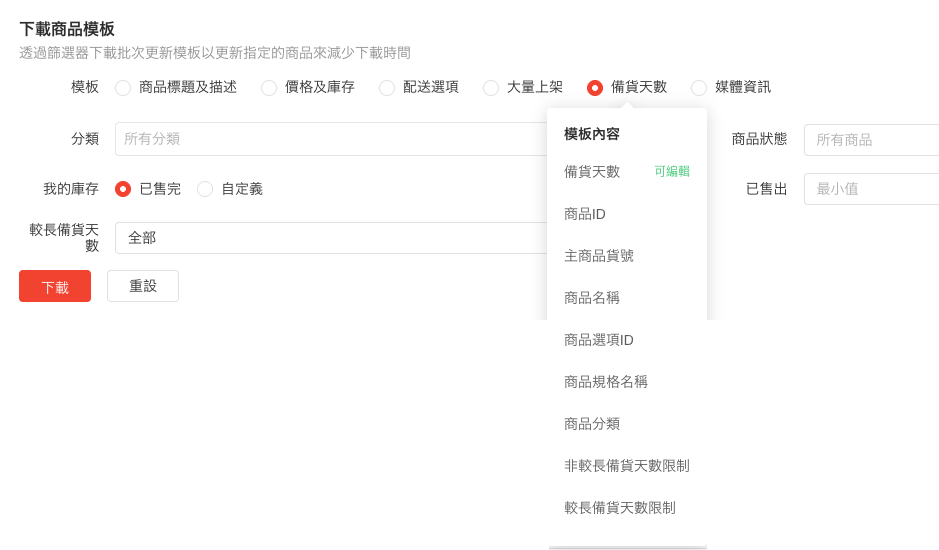 下載商品模板
透過篩選器下載批次更新模板以更新指定的商品來減少下載時間
模板 商品標題及描述 價格及庫存 配送選項 大量上架 備貨天數 媒體資訊
分類 所有分類 商品狀態 所有商品
我的庫存 已售完 自定義 已售出 最小值
較長備貨天
數 全部
下載 重設
模板內容
備貨天數 可編輯
商品ID
主商品貨號
商品名稱
商品選項ID
商品規格名稱
商品分類
非較長備貨天數限制
較長備貨天數限制